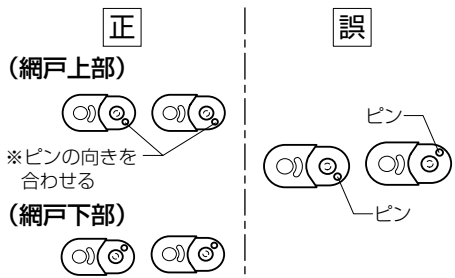 正
（網戸上部）
※ピンの向きを
合わせる
（網戸下部）
誤
ピン
ピン